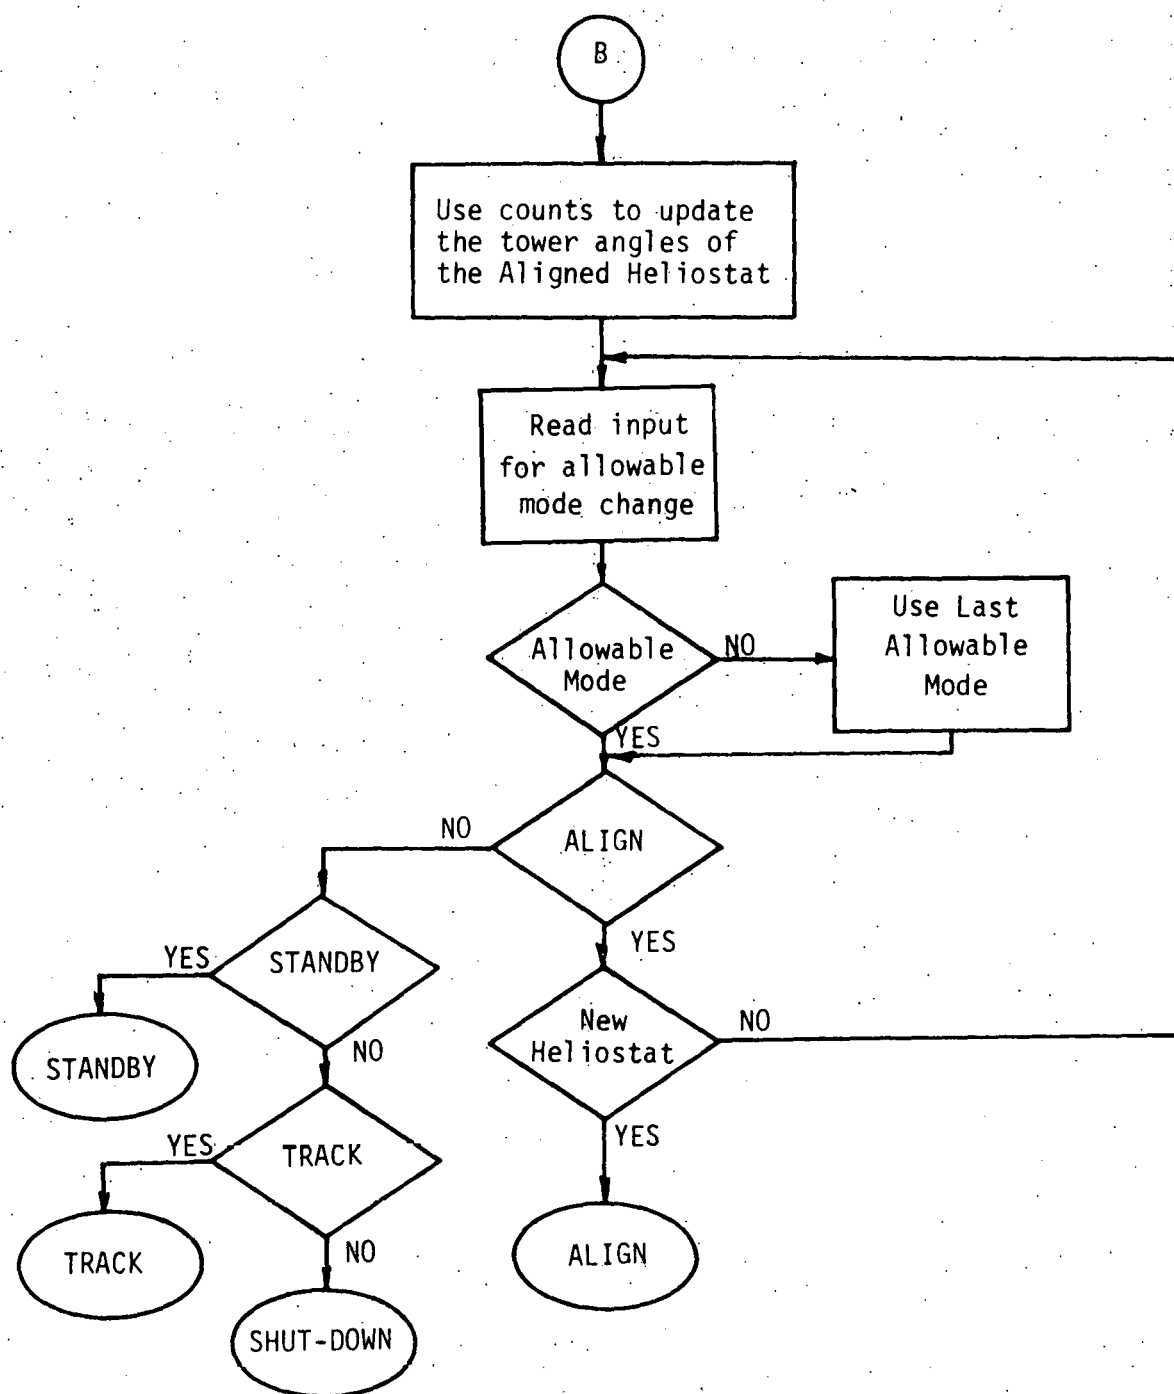 B
Use counts to update
the tower angles of
the Aligned Heliostat
Read input
for allowable
mode change
Allowable
Mode
NO
Use Last
Allowable
Mode
YES
ALIGN
NO
YES
STANDBY
YES
NO
STANDBY
New
Heliostat
NO
YES
TRACK
YES
NO
TRACK
ALIGN
SHUT-DOWN